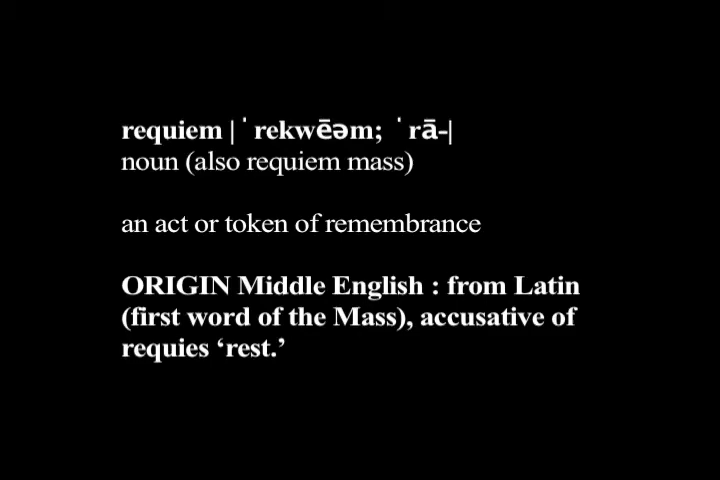 requiem |ˈrekwēəm; ˈrā-|
noun (also requiem mass)
an act or token of remembrance
ORIGIN Middle English : from Latin
(first word of the Mass), accusative of
requies ‘rest.’